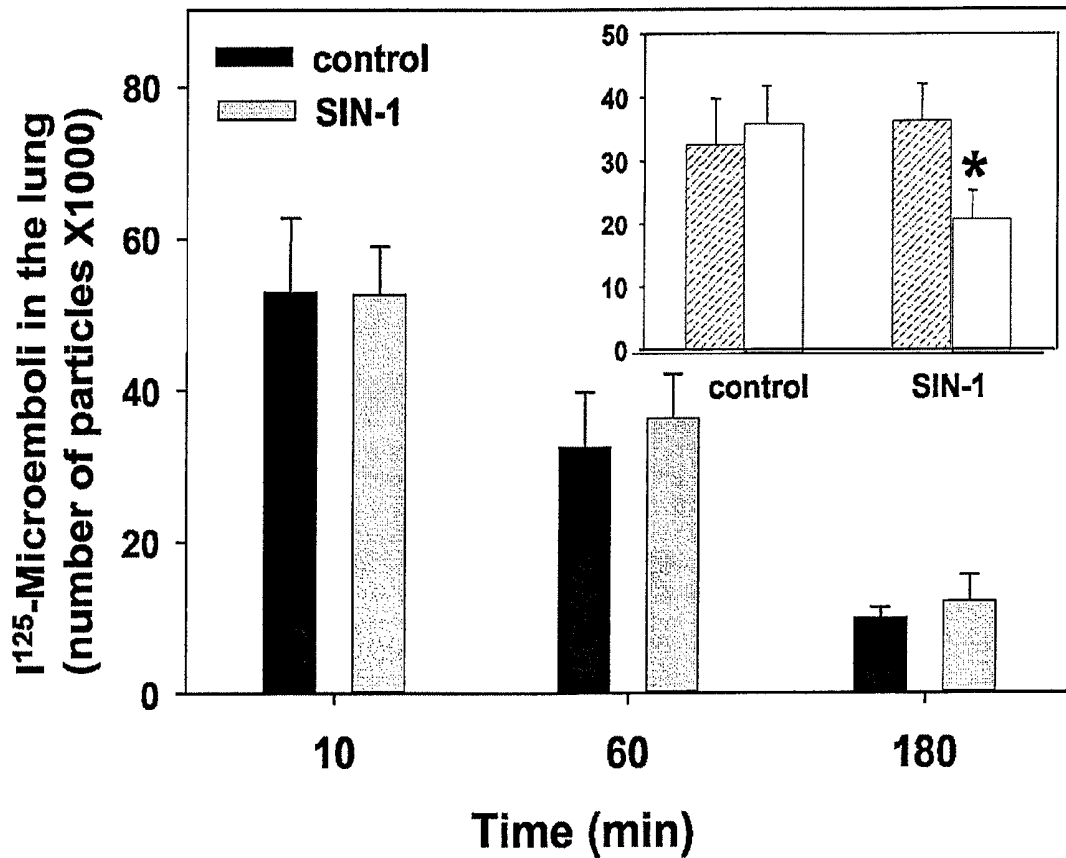 I125-Microemboli in the lung
(number of particles X1000)
80
60
40
20
0
control
SIN-1
50
40
30
20
10
0
*
control
SIN-1
10
60
180
Time (min)